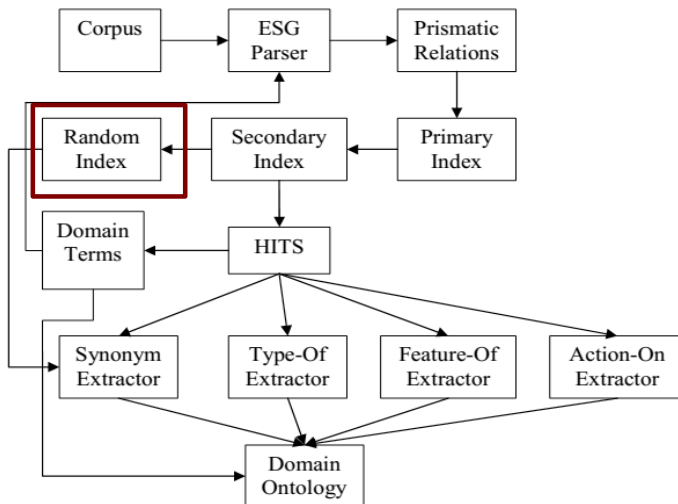 Corpus
ESG
Parser
Prismatic
Relations
Random
Index
Secondary
Index
Primary
Index
Domain
Terms
HITS
Synonym
Extractor
Type-Of
Extractor
Feature-Of
Extractor
Action-On
Extractor
Domain
Ontology